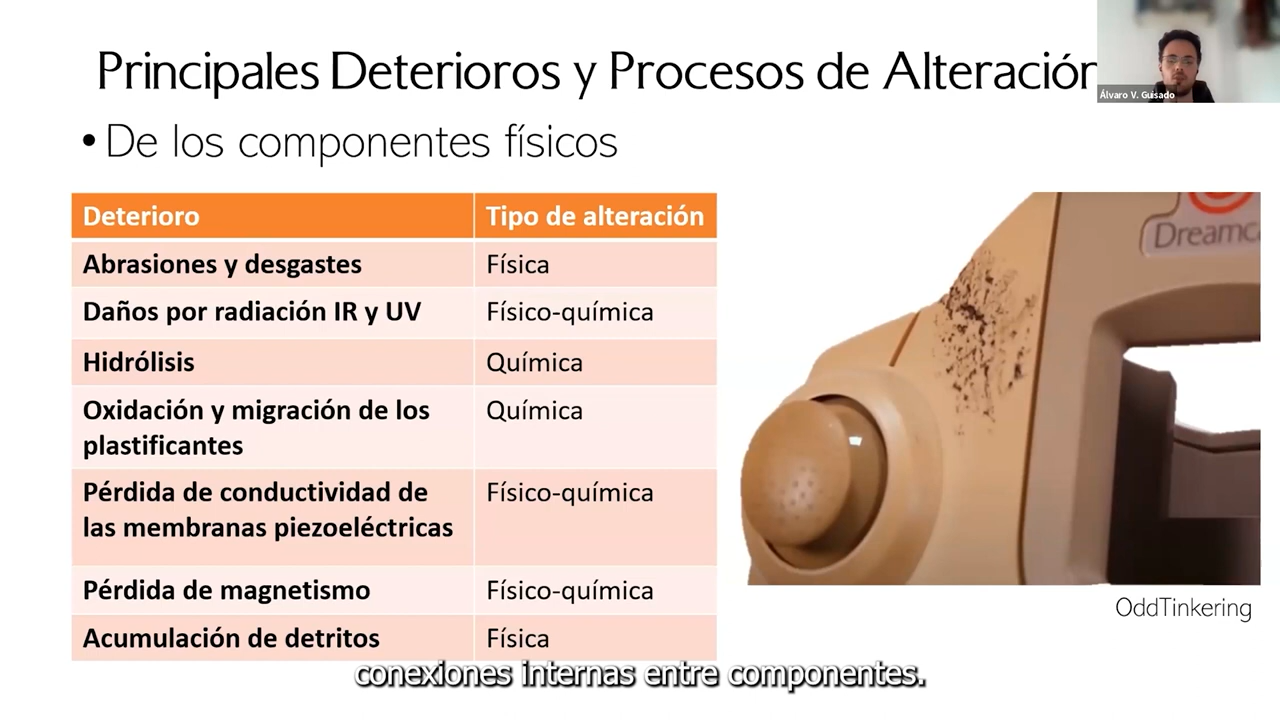 Principales Deterioros y Procesos de Alteración
Álvaro V. Guisado
• De los componentes físicos
Deterioro Tipo de alteración
Abrasiones y desgastes Física
Daños por radiación IR y UV Físico-química
Hidrólisis Química
Oxidación y migración de los Química
plastificantes
Pérdida de conductividad de Físico-química
las membranas piezoeléctricas
Pérdida de magnetismo Físico-química
Acumulación de detritos Física
Dreamc
OddTinkering
conexiones internas entre componentes.